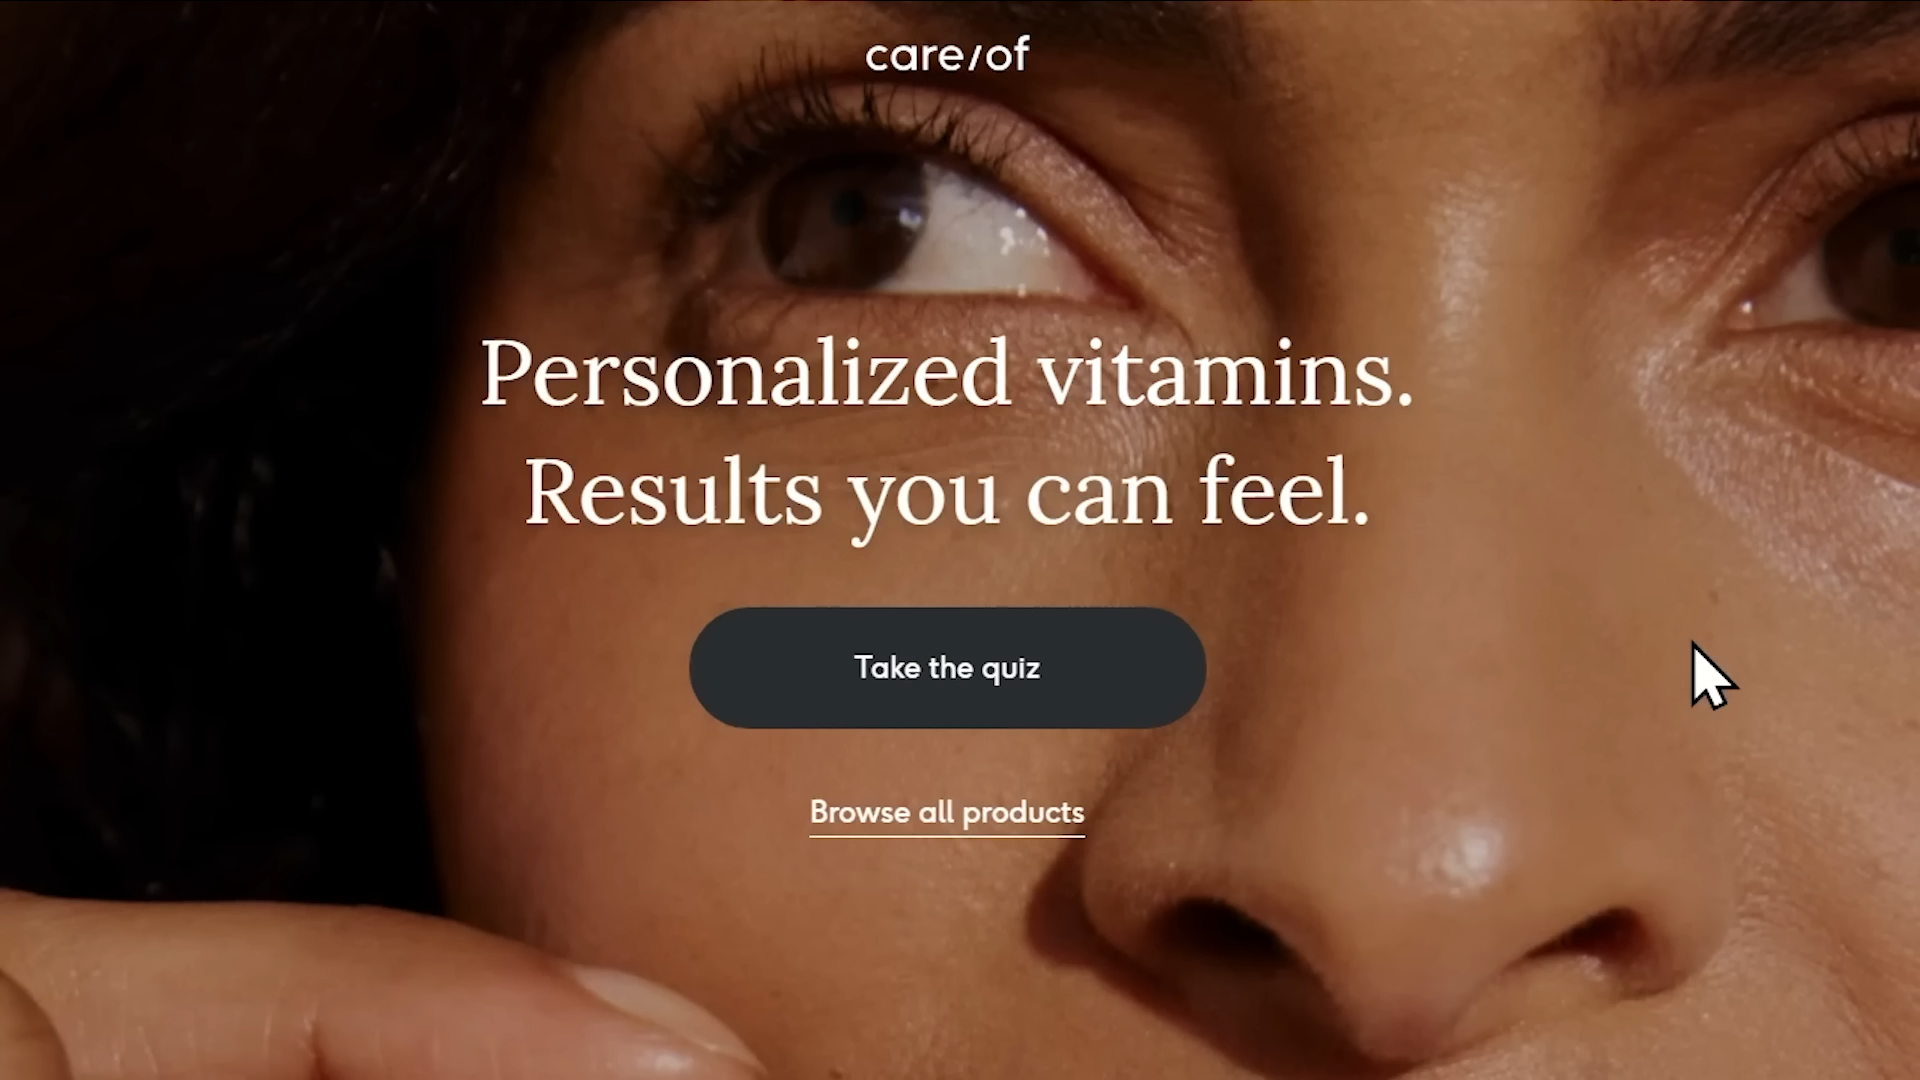 care/of
Personalized vitamins.
Results you can feel.
Take the quiz
Browse all products